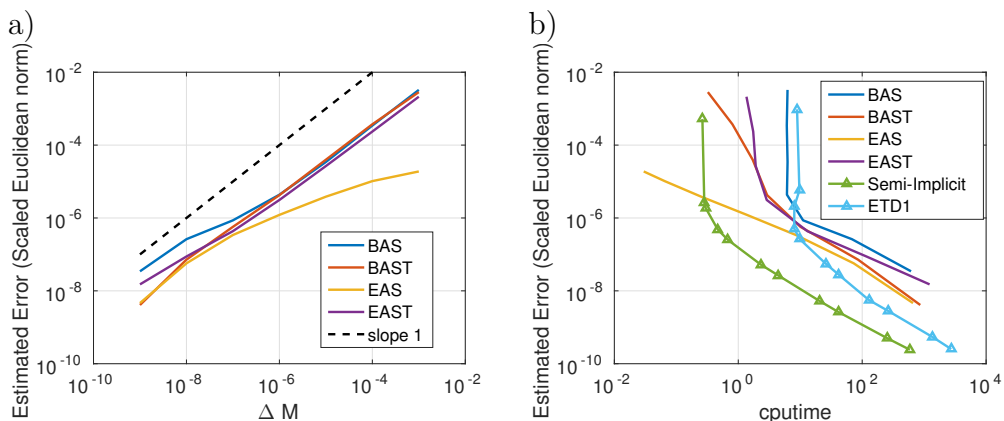 a)
Estimated Error (Scaled Euclidean norm)
10^-2
10^-4
10^-6
10^-8
10^-10
10^-10
10^-8
10^-6
10^-4
10^-2
Δ M
BAS
BAST
EAS
EAST
slope 1
b)
Estimated Error (Scaled Euclidean norm)
10^-2
10^-4
10^-6
10^-8
10^-10
10^-2
10^0
10^2
10^4
cputime
BAS
BAST
EAS
EAST
Semi-Implicit
ETD1